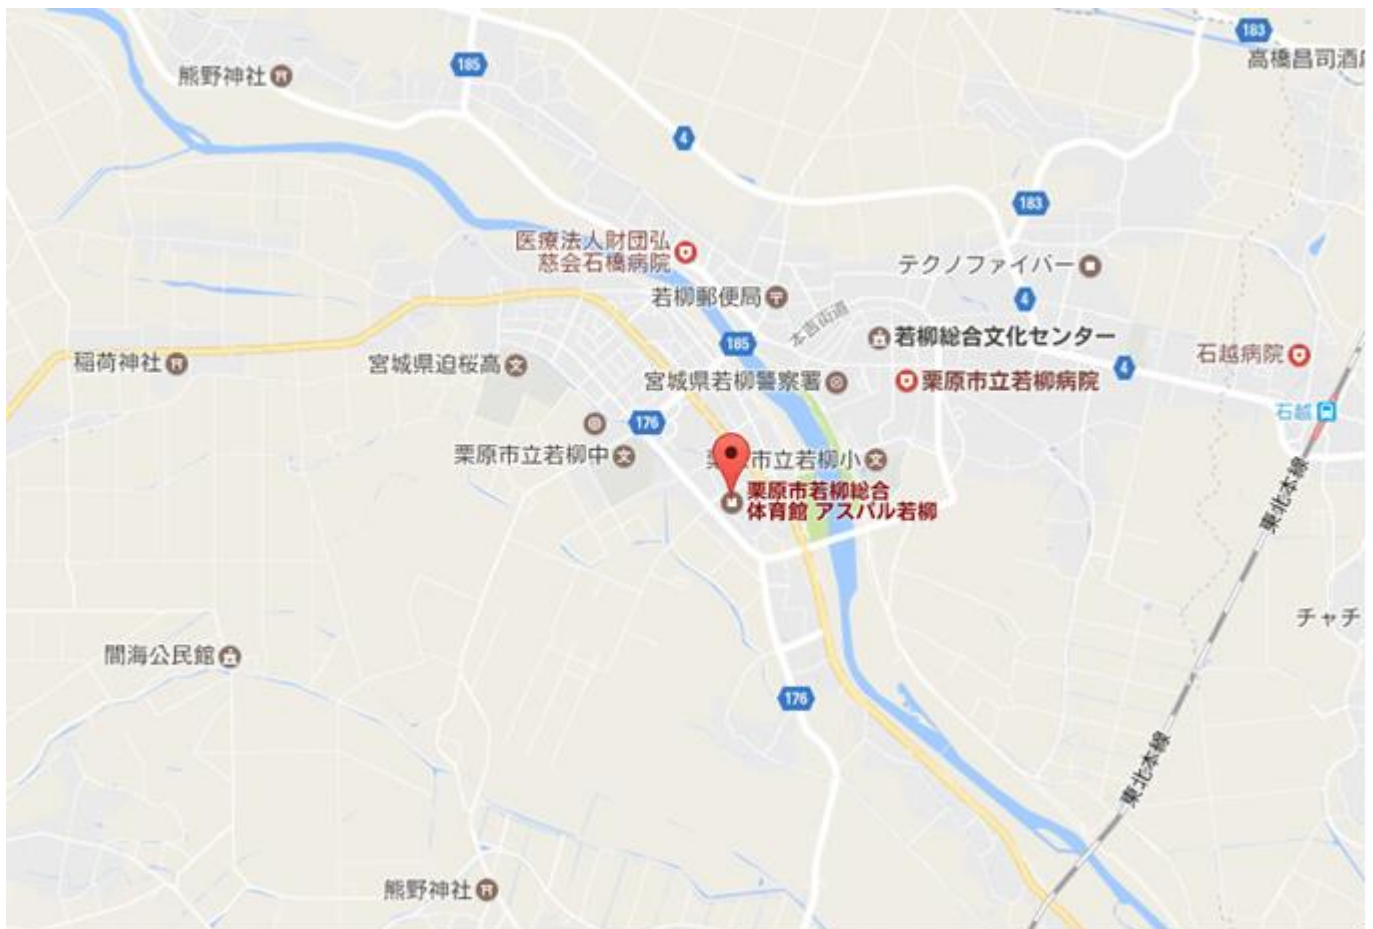 183
高橋昌司酒店
185
熊野神社
4
183
医療法人財団弘
慈会石橋病院
テクノファイバー
若柳郵便局
4
本吉街道
若柳総合文化センター
185
石越病院
稲荷神社
宮城県迫桜高
宮城県若柳警察署
栗原市立若柳病院
4
石越
176
栗原市立若柳中
栗原市立若柳小
栗原市若柳総合
体育館 アスパル若柳
東北本線
チャチ
闇海公民館
176
東北本線
熊野神社